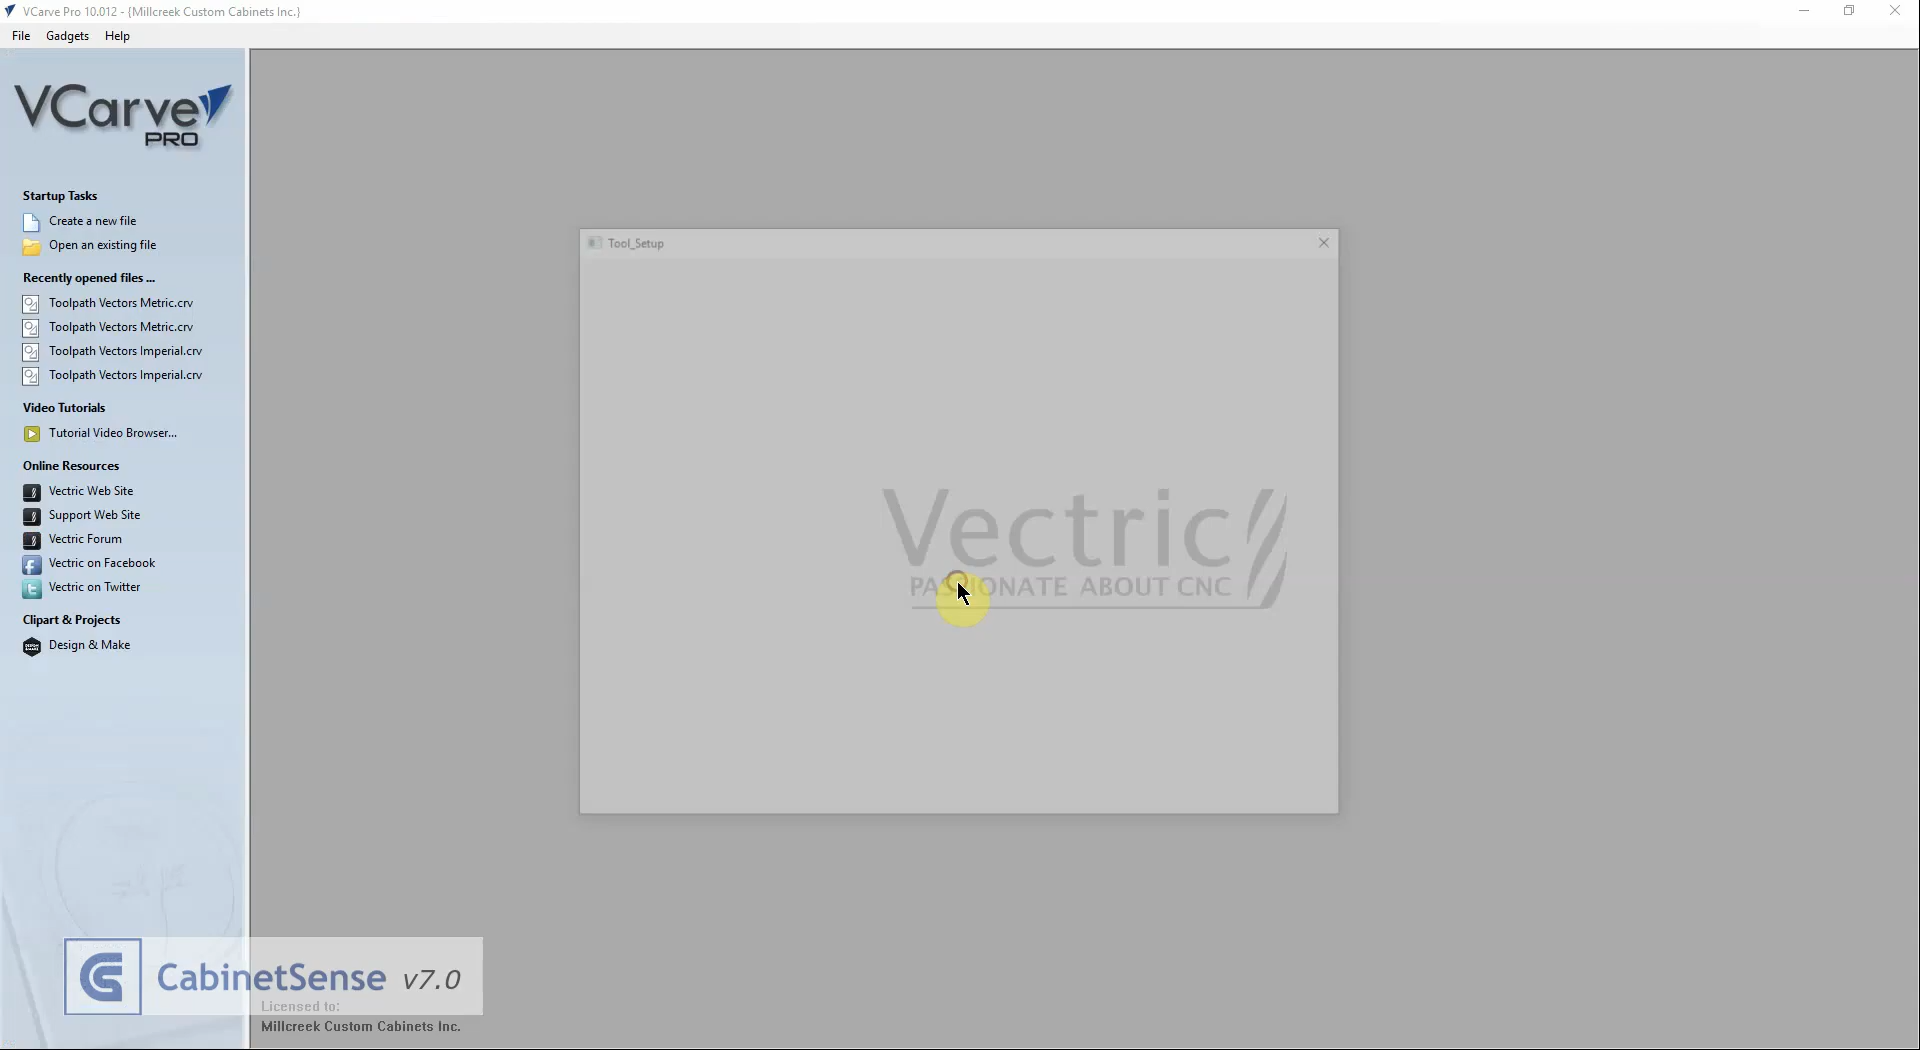 VCarve Pro 10.012 - {Millcreek Custom Cabinets Inc.}
File Gadgets Help
VCarve
PRO
Startup Tasks
Create a new file
Open an existing file
Recently opened files ...
Toolpath Vectors Metric.crv
Toolpath Vectors Metric.crv
Toolpath Vectors Imperial.crv
Toolpath Vectors Imperial.crv
Video Tutorials
Tutorial Video Browser...
Online Resources
Vectric Web Site
Support Web Site
Vectric Forum
Vectric on Facebook
Vectric on Twitter
Clipart & Projects
Design & Make
Tool_Setup
Vectric
PASSIONATE ABOUT CNC
CabinetSense v7.0
Licensed to:
Millcreek Custom Cabinets Inc.